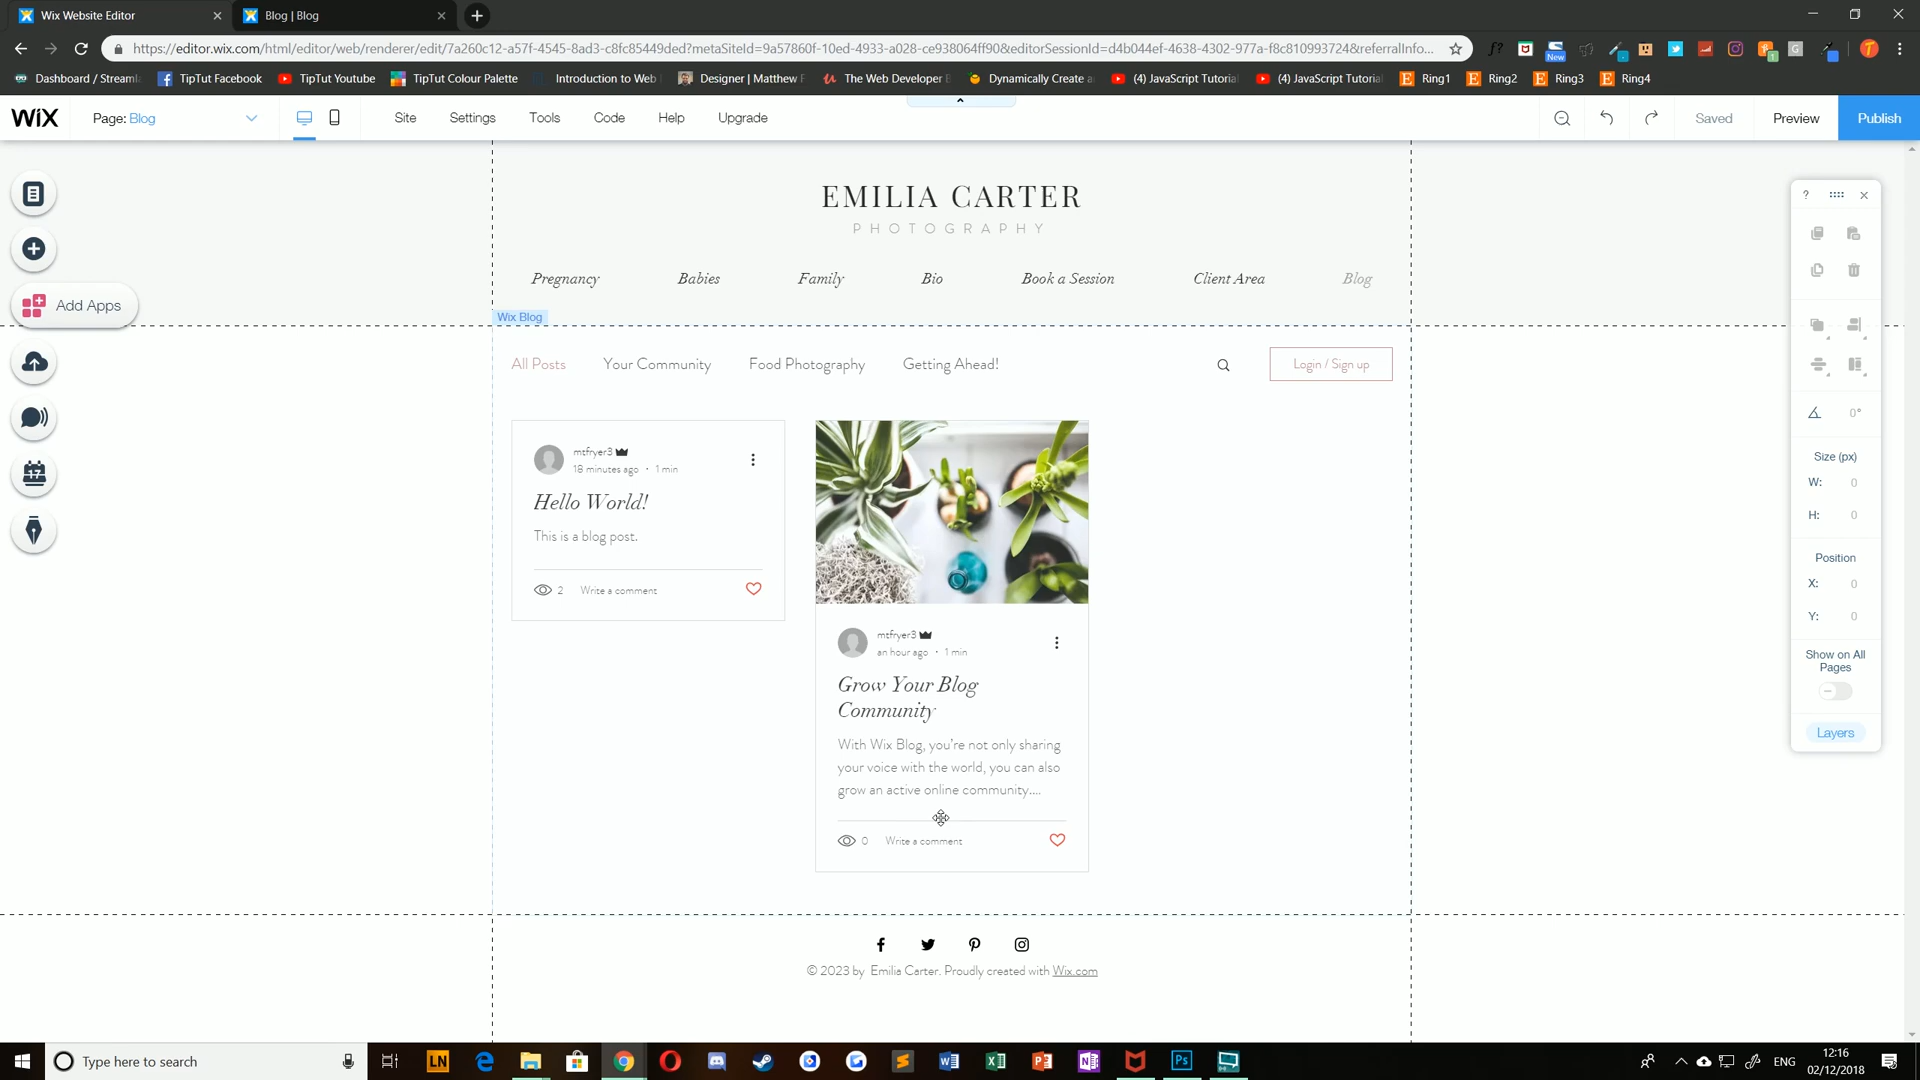 Wix Website Editor
Blog | Blog
https://editor.wix.com/html/editor/web/renderer/edit/7a260c12-a57f-4545-8ad3-c8fc85449ded?metaSiteId=9a57860f-10ed-4933-a028-ce938064ff90&editorSessionId=d4b044ef-4638-4302-977a-f8c810993724&referralInfo...
New
Dashboard / Streaml
TipTut Facebook
TipTut Youtube
TipTut Colour Palette
Introduction to Web
Designer | Matthew F
The Web Developer
Dynamically Create a
(4) JavaScript Tutorial
(4) JavaScript Tutorial
Ring1
Ring2
Ring3
Ring4
WiX
Page: Blog
Site
Settings
Tools
Code
Help
Upgrade
Saved
Preview
Publish
EMILIA CARTER
PHOTOGRAPHY
Pregnancy
Babies
Family
Bio
Book a Session
Client Area
Blog
Add Apps
Wix Blog
All Posts
Your Community
Food Photography
Getting Ahead!
Login / Sign up
17
mtfryer3
18 minutes ago · 1 min
Hello World!
This is a blog post.
2
Write a comment
mtfryer3
an hour ago · 1 min
Grow Your Blog
Community
With Wix Blog, you're not only sharing
your voice with the world, you can also
grow an active online community....
0
Write a comment
?
0°
Size (px)
W: 0
H: 0
Position
X: 0
Y: 0
Show on All
Pages
Layers
© 2023 by Emilia Carter. Proudly created with Wix.com
Type here to search
LN
Ps
ENG
12:16
02/12/2018